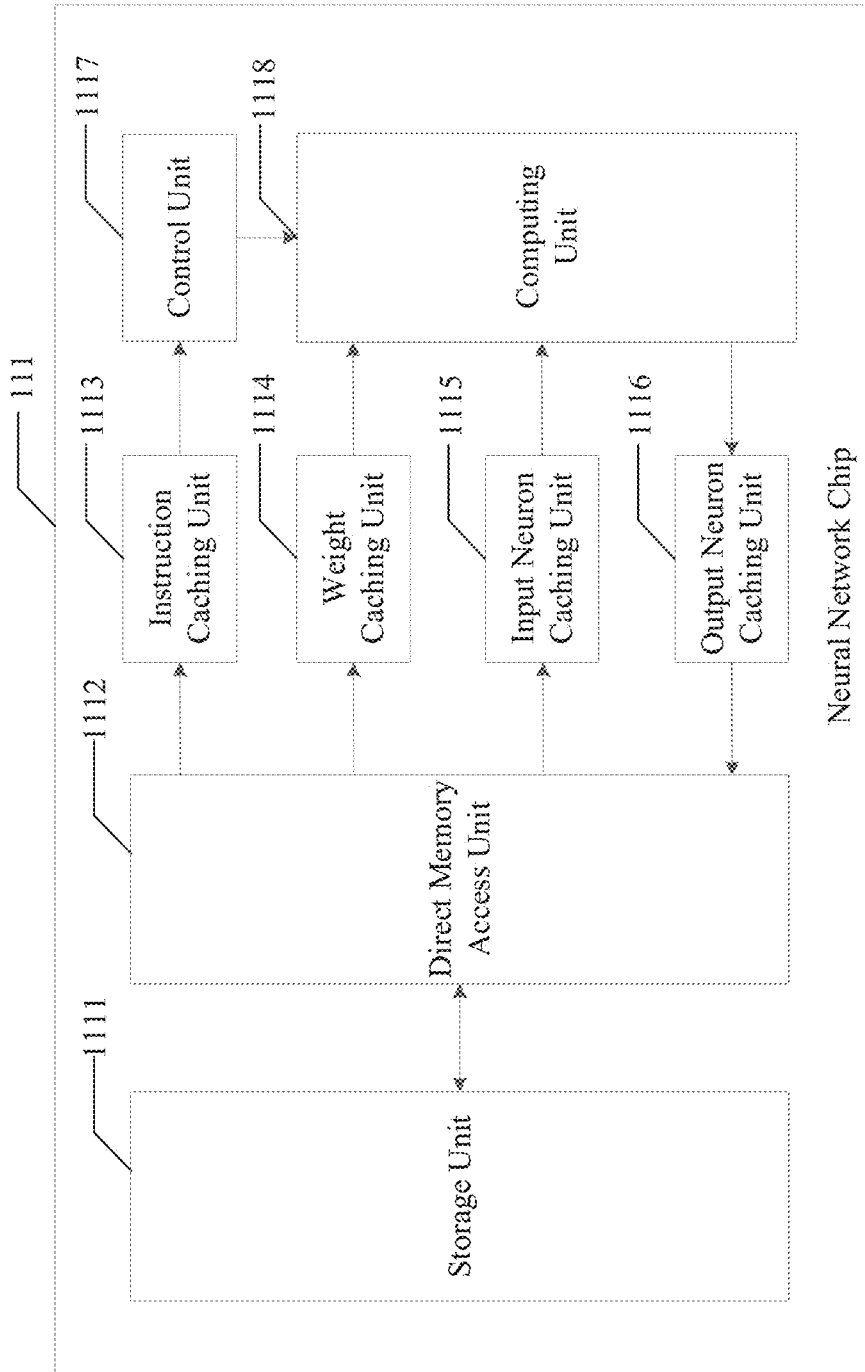 111
1111
Storage Unit
1112
Direct Memory
Access Unit
1113
Instruction
Caching Unit
1114
Weight
Caching Unit
1115
Input Neuron
Caching Unit
1116
Output Neuron
Caching Unit
1117
Control Unit
1118
Computing
Unit
Neural Network Chip